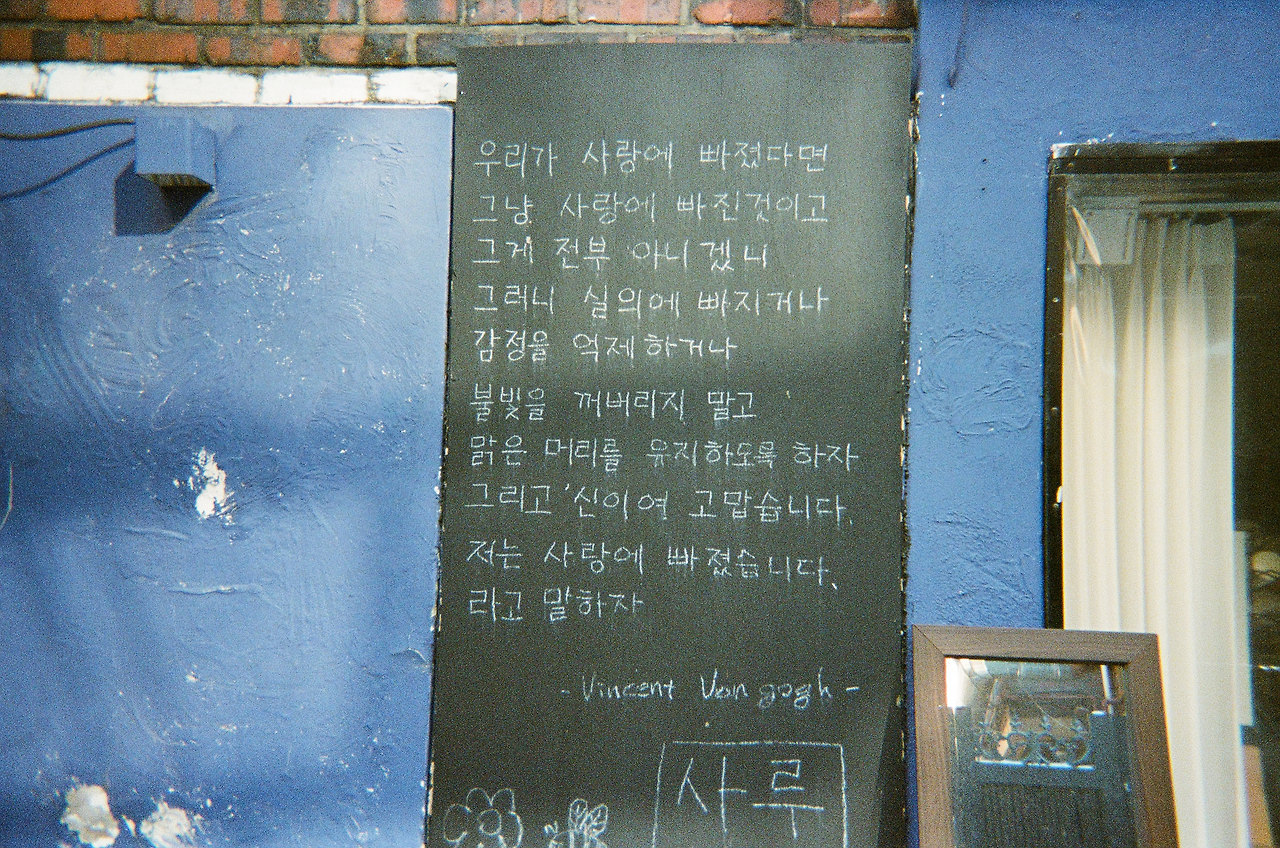 우리가 사랑에 빠졌다면
그냥 사랑에 빠진것이고
그게 전부 아니겠니
그러니 실의에 빠지거나
감정을 억제하거나
불빛을 꺼버리지 말고
맑은 머리를 유지하도록 하자
그리고 '신이여 고맙습니다.
저는 사랑에 빠졌습니다.
라고 말하자
- Vincent Van gogh -
사루